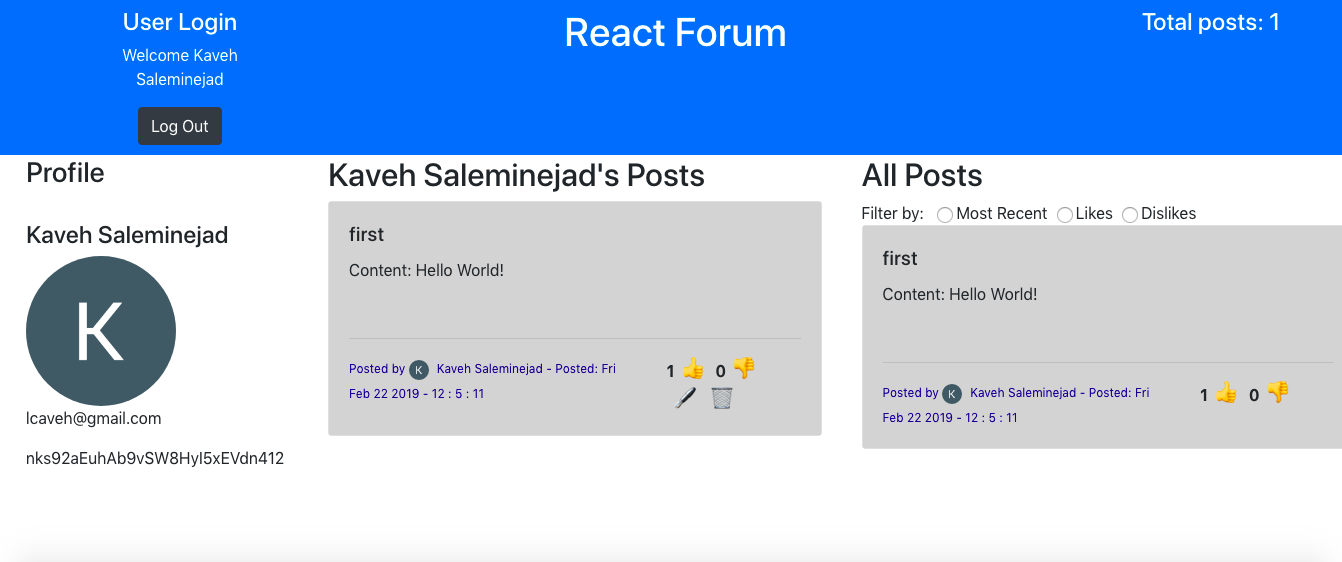 User Login
Welcome Kaveh
Saleminejad
Log Out
React Forum
Total posts: 1
Profile
Kaveh Saleminejad
K
lcaveh@gmail.com
nks92aEuhAb9vSW8HyI5xEVdn412
Kaveh Saleminejad's Posts
first
Content: Hello World!
Posted by K Kaveh Saleminejad - Posted: Fri
Feb 22 2019 - 12 : 5 : 11
1 👍 0 👎
All Posts
Filter by: Most Recent Likes Dislikes
first
Content: Hello World!
Posted by K Kaveh Saleminejad - Posted: Fri
Feb 22 2019 - 12 : 5 : 11
1 👍 0 👎